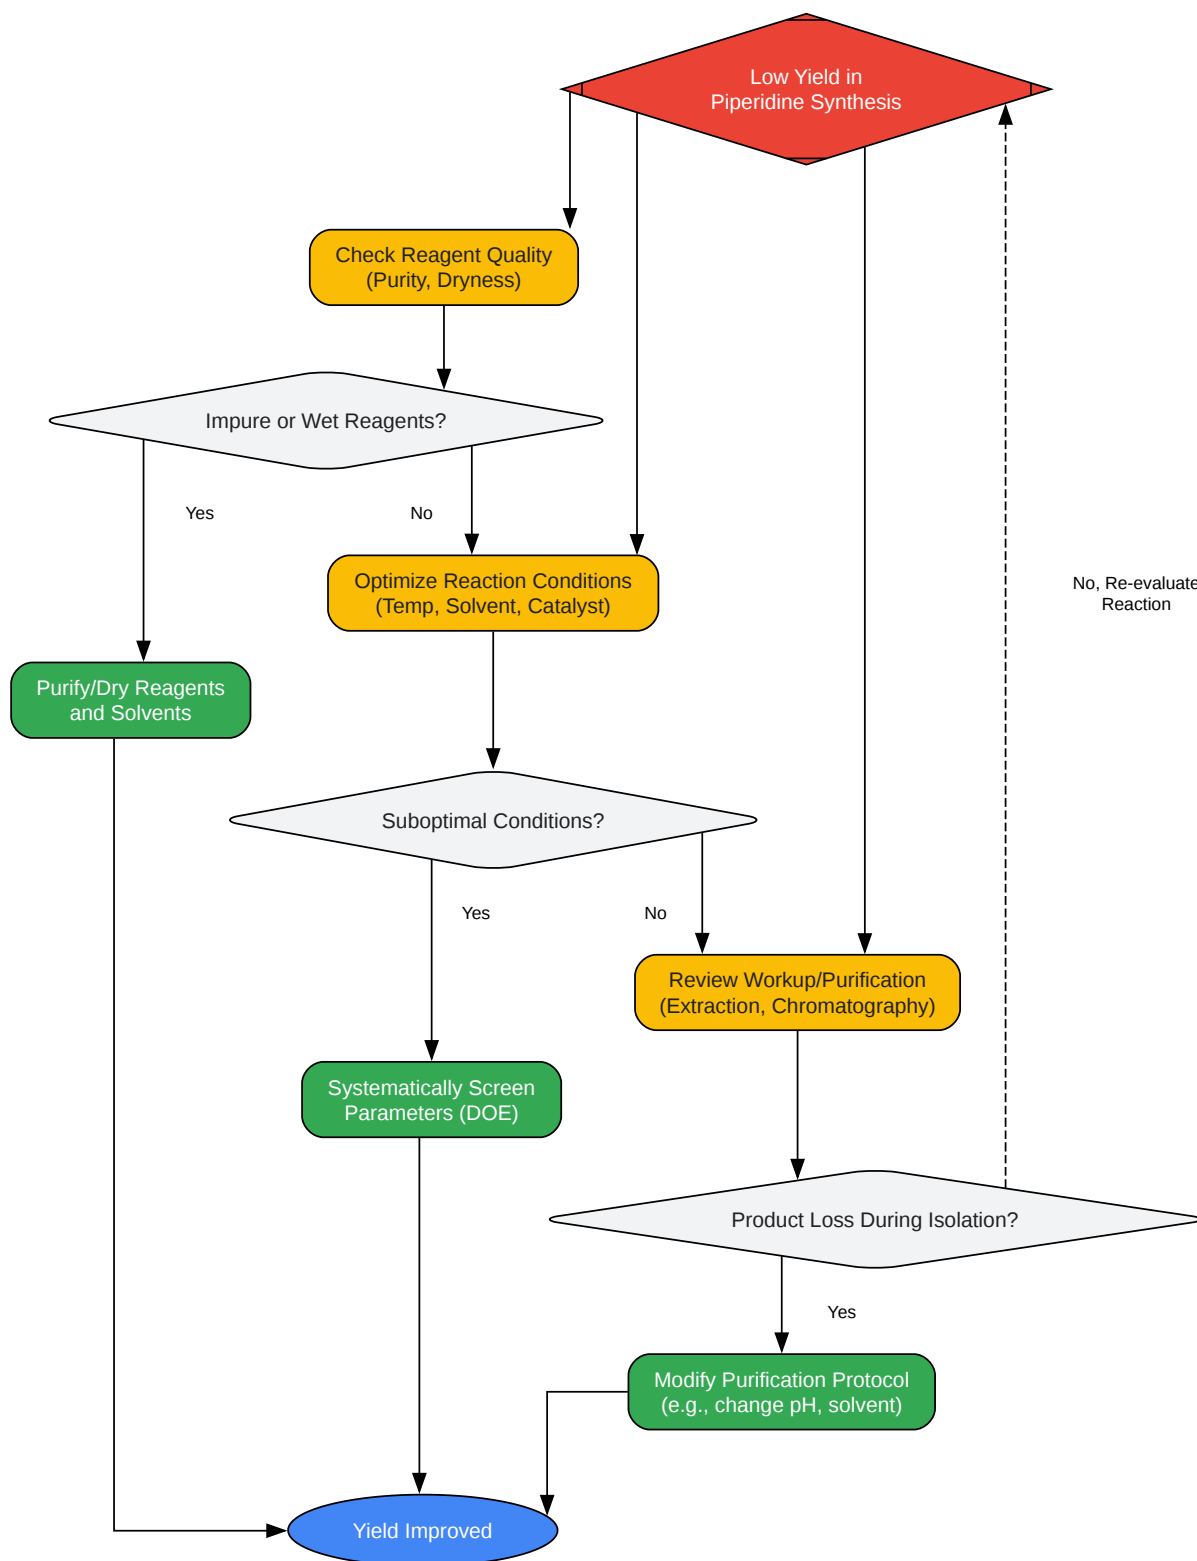 Low Yield in
Piperidine Synthesis
Check Reagent Quality
(Purity, Dryness)
Impure or Wet Reagents?
Yes
No
Optimize Reaction Conditions
(Temp, Solvent, Catalyst)
No, Re-evaluate
Reaction
Purify/Dry Reagents
and Solvents
Suboptimal Conditions?
Yes
No
Review Workup/Purification
(Extraction, Chromatography)
Systematically Screen
Parameters (DOE)
Product Loss During Isolation?
Yes
Modify Purification Protocol
(e.g., change pH, solvent)
Yield Improved